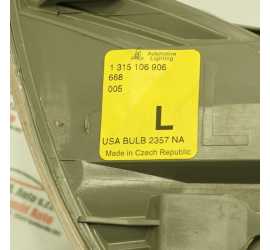 Automotive
Lighting
1 315 106 906
668
005
L
USA BULB 2357 NA
Made in Czech Republic